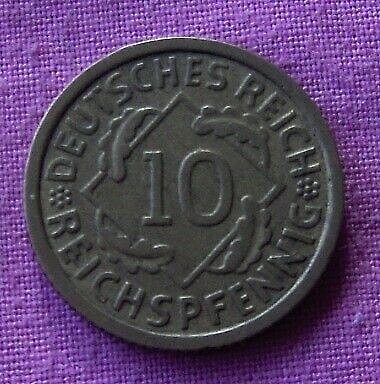 DEUTSCHES REICH
10
REICHSPFENNIG